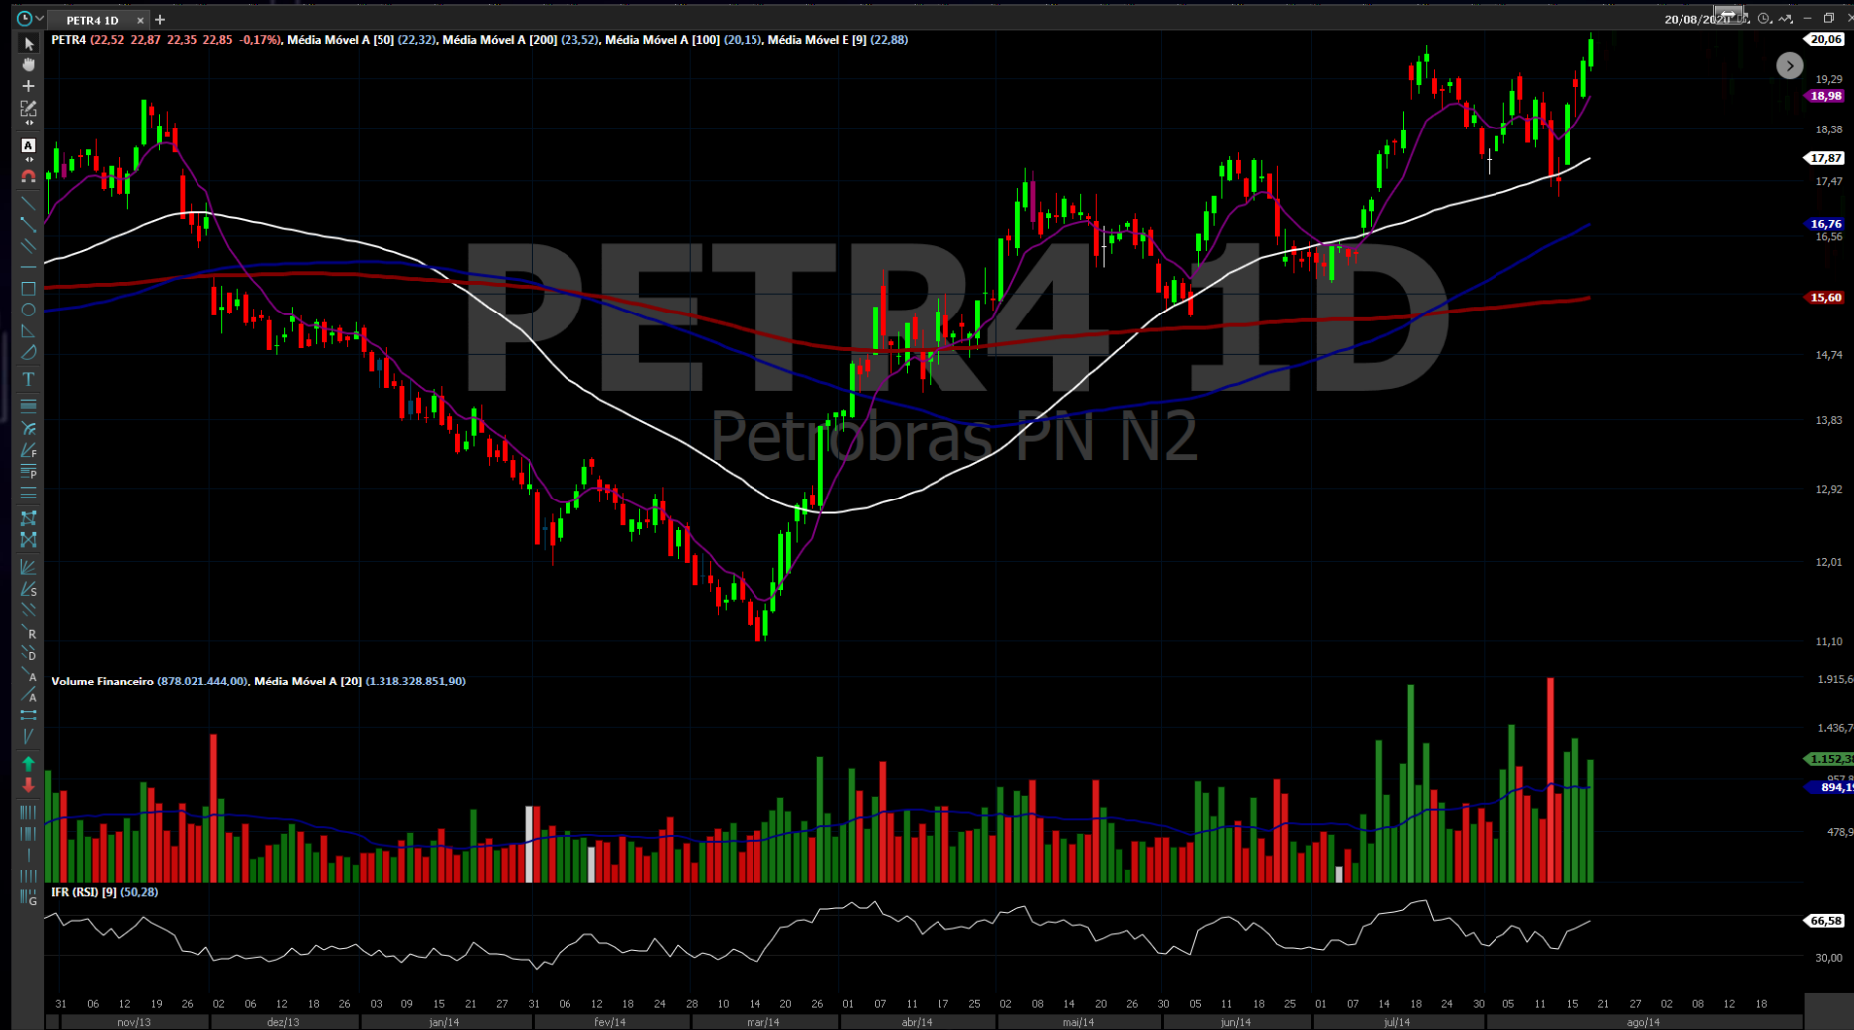 PETR4 1D × +
20/08/2020
PETR4 (22,52 22,87 22,35 22,85 -0,17%), Média Móvel A [50] (22,32), Média Móvel A [200] (23,52), Média Móvel A [100] (20,15), Média Móvel E [9] (22,88)
20,06
19,29
18,98
18,38
17,87
17,47
16,76
16,56
15,60
14,74
13,83
12,92
12,01
11,10
PETR4 1D
Petrobras PN N2
A
T
F
P
S
R
D
A
A
G
Volume Financeiro (878.021.444,00), Média Móvel A [20] (1.318.328.851,90)
1.915,6
1.436,7
1.152,3
957,8
894,1
478,9
IFR (RSI) [9] (50,28)
66,58
30,00
31 06 12 19 26 02 06 12 18 26 03 09 15 21 27 31 06 12 18 24 28 10 14 20 26 01 07 11 17 25 02 08 14 20 26 30 05 11 18 25 01 07 14 18 24 30 05 11 15 21 27 02 08 12 18
nov/13 dez/13 jan/14 fev/14 mar/14 abr/14 mai/14 jun/14 jul/14 ago/14